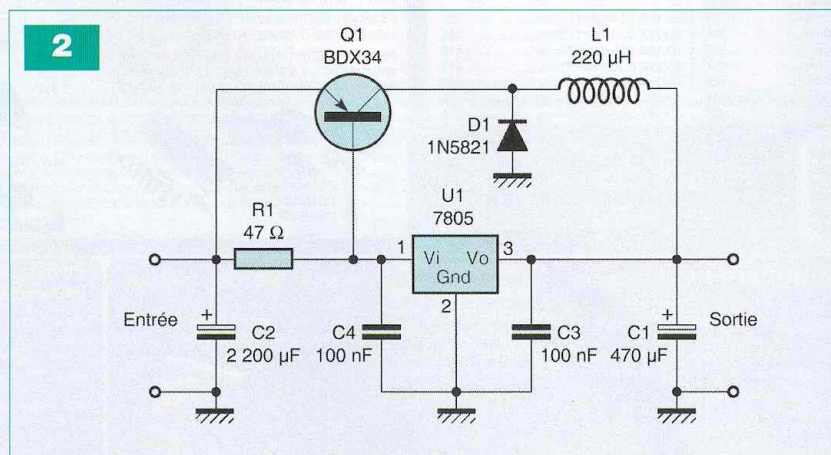 2
Q1
BDX34
L1
220 µH
D1
1N5821
U1
7805
R1
47 Ω
1
Vi Vo
3
Gnd
2
Entrée
+
C2
2 200 µF
C4
100 nF
C3
100 nF
+
C1
470 µF
Sortie